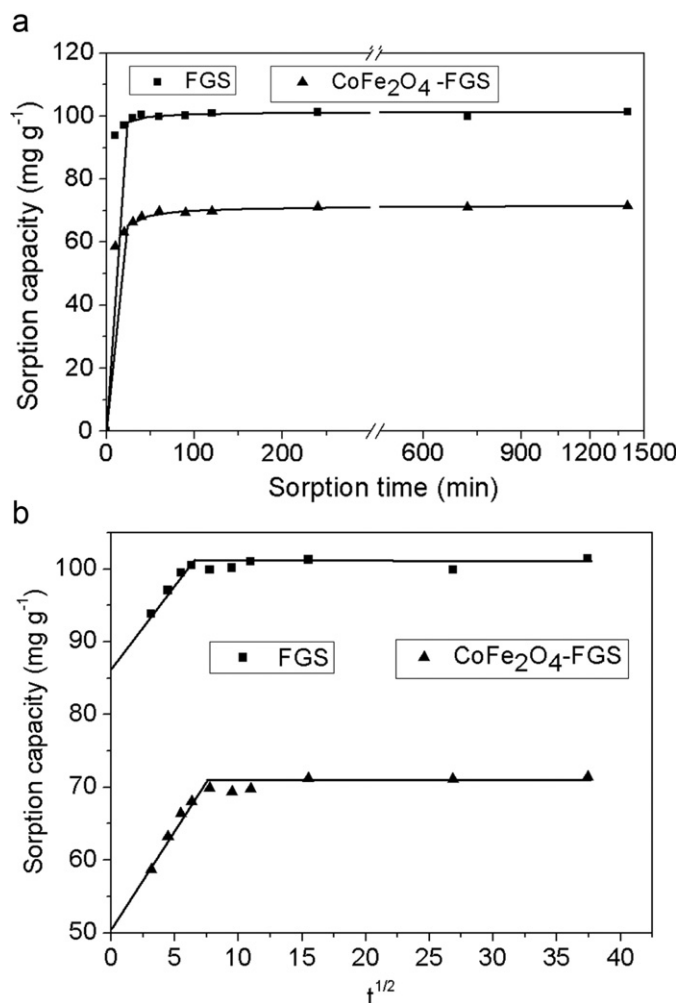 a
120
100
80
60
40
20
0
FGS
CoFe₂O₄-FGS
0 100 200 600 900 1200 1500
Sorption capacity (mg g⁻¹)
Sorption time (min)
b
100
90
80
70
60
50
FGS
CoFe₂O₄-FGS
0 5 10 15 20 25 30 35 40
Sorption capacity (mg g⁻¹)
t¹/²